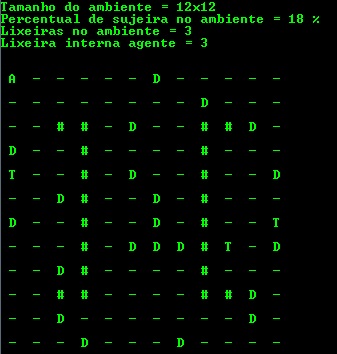 Tamanho do ambiente = 12x12
Percentual de sujeira no ambiente = 18 %
Lixeiras no ambiente = 3
Lixeira interna agente = 3
A - - - - - D - - - - -
- - - - - - - - D - - -
- - # # - D - - # # D -
D - - # - - - - # - - -
T - - # - D - - # - - D
- - D # - - D - # - - -
D - - # - - D - # - - T
- - - # - D D D # T - D
- - D # - - - - # - - -
- - # # - - - - # # D -
- - D - - - - - - - D -
- - - D - - - D - - - -